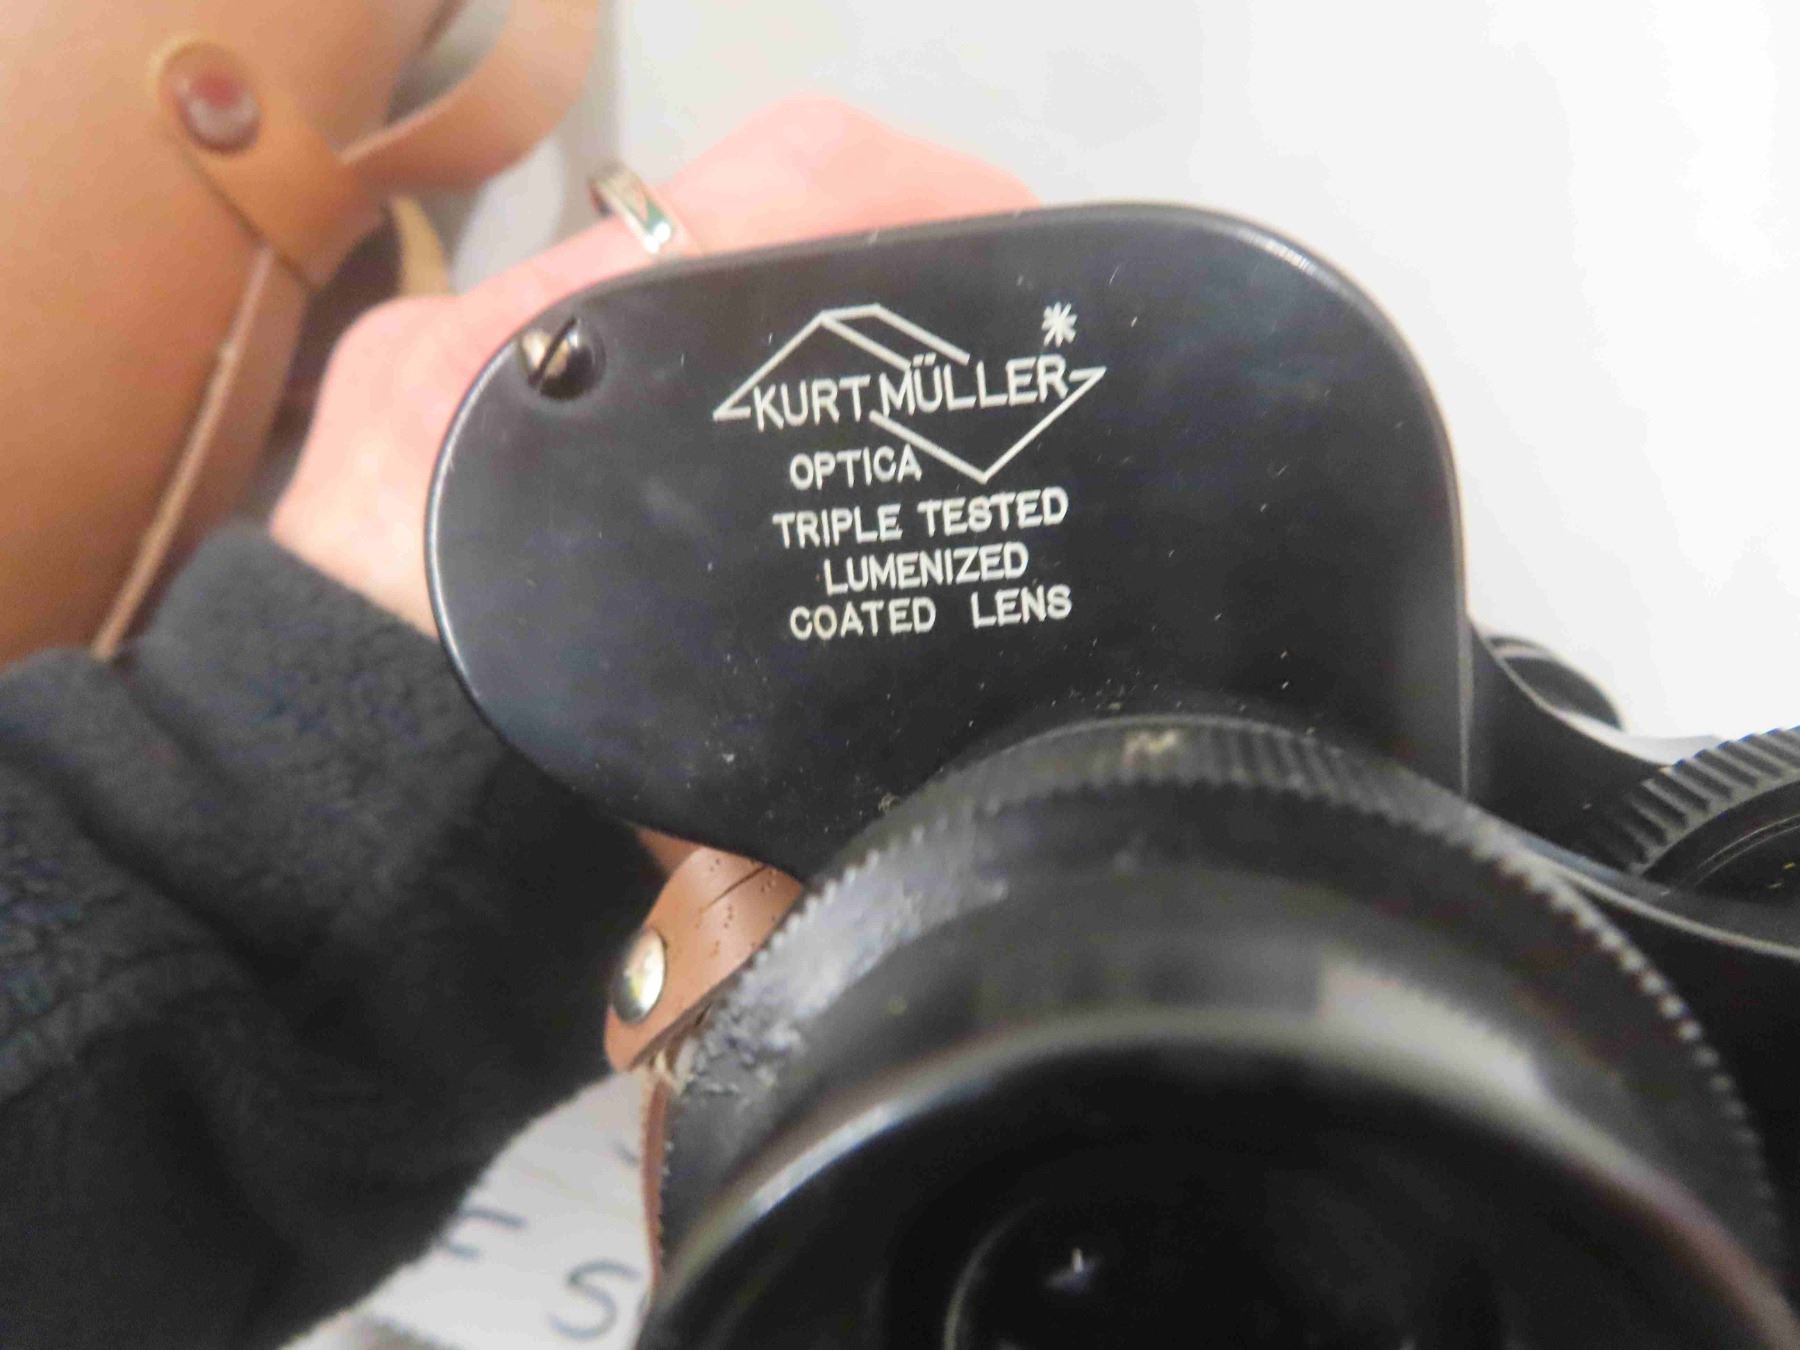 KURT MÜLLER*
OPTICA
TRIPLE TESTED
LUMENIZED
COATED LENS